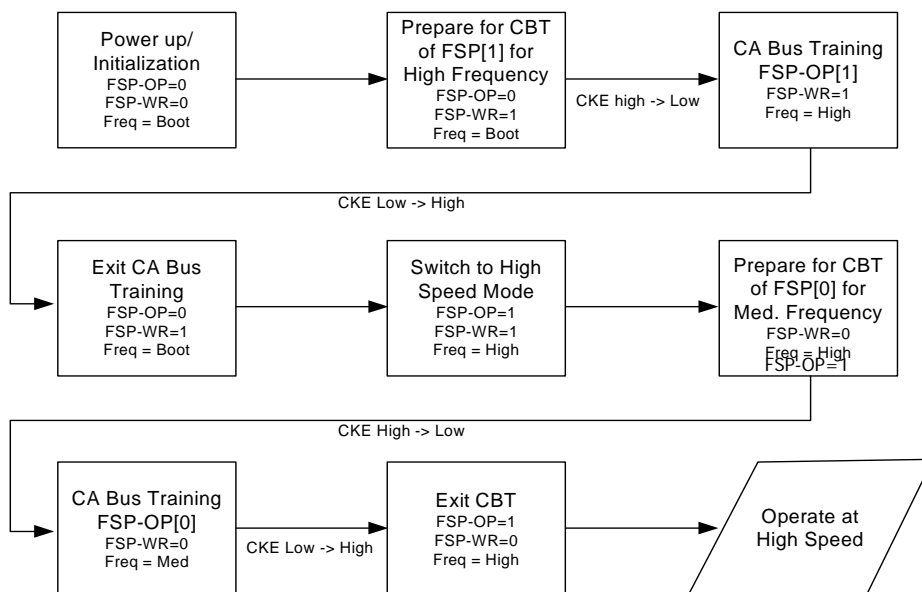 Power up/
Initialization
FSP-OP=0
FSP-WR=0
Freq = Boot
Prepare for CBT
of FSP[1] for
High Frequency
FSP-OP=0
FSP-WR=1
Freq = Boot
CKE high -> Low
CA Bus Training
FSP-OP[1]
FSP-WR=1
Freq = High
CKE Low -> High
Exit CA Bus
Training
FSP-OP=0
FSP-WR=1
Freq = Boot
Switch to High
Speed Mode
FSP-OP=1
FSP-WR=1
Freq = High
Prepare for CBT
of FSP[0] for
Med. Frequency
FSP-WR=0
Freq = High
FSP-OP=1
CKE High -> Low
CA Bus Training
FSP-OP[0]
FSP-WR=0
Freq = Med
CKE Low -> High
Exit CBT
FSP-OP=1
FSP-WR=0
Freq = High
Operate at
High Speed